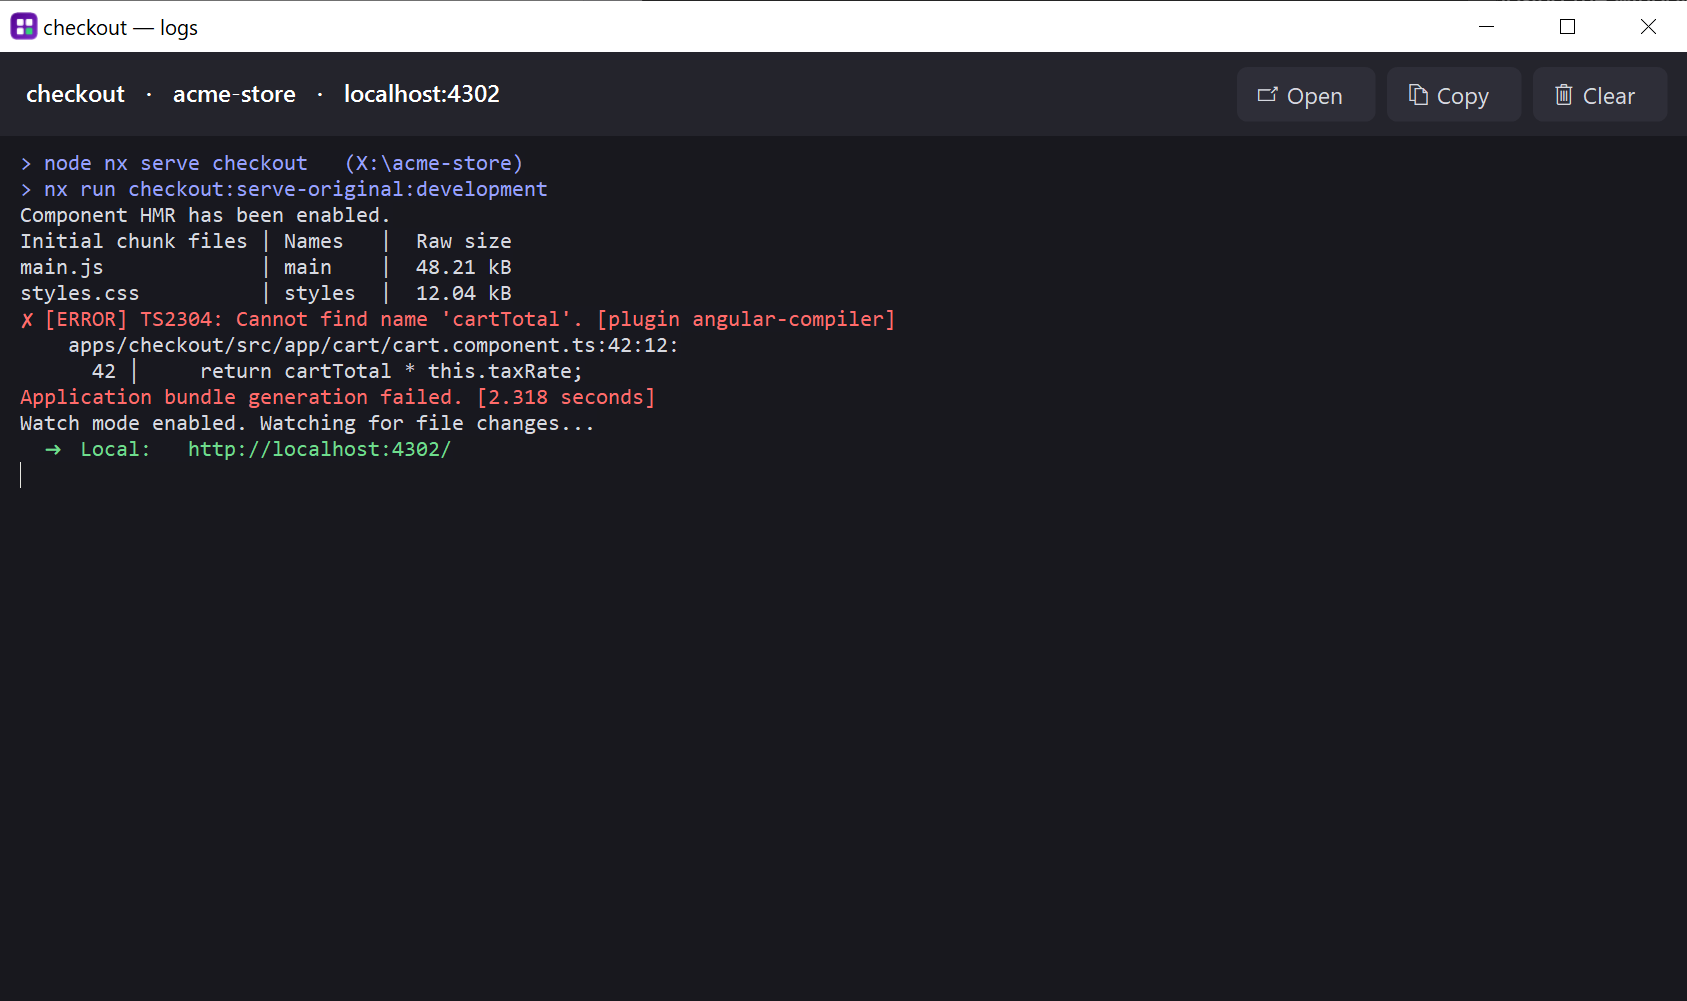 checkout — logs
checkout · acme-store · localhost:4302
Open Copy Clear
> node nx serve checkout   (X:\acme-store)
> nx run checkout:serve-original:development
Component HMR has been enabled.
Initial chunk files | Names   |  Raw size
main.js             | main    |  48.21 kB
styles.css          | styles  |  12.04 kB
✗ [ERROR] TS2304: Cannot find name 'cartTotal'. [plugin angular-compiler]
    apps/checkout/src/app/cart/cart.component.ts:42:12:
      42 │     return cartTotal * this.taxRate;
Application bundle generation failed. [2.318 seconds]
Watch mode enabled. Watching for file changes...
  ➜  Local:   http://localhost:4302/